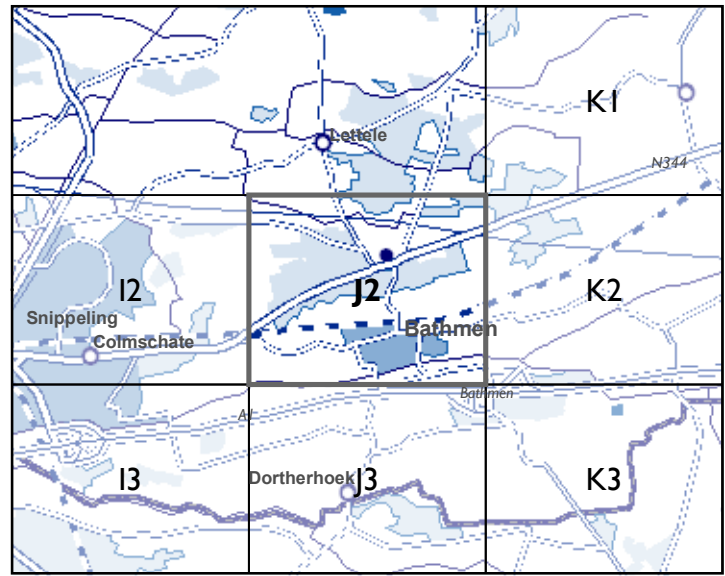 K1
Lettele
N344
I2
J2
K2
Snippeling
Colmschate
Bathmen
Bathmen
A1
I3
Dortherhoek
J3
K3